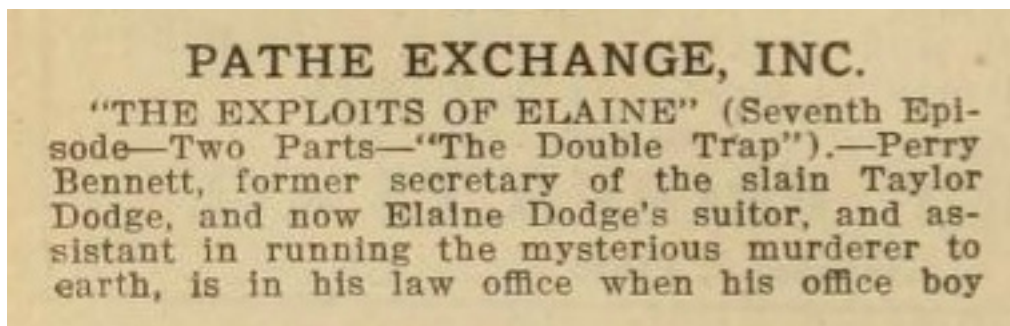 PATHE EXCHANGE, INC.
"THE EXPLOITS OF ELAINE" (Seventh Epi-
sode—Two Parts—"The Double Trap").—Perry
Bennett, former secretary of the slain Taylor
Dodge, and now Elaine Dodge's suitor, and as-
sistant in running the mysterious murderer to
earth, is in his law office when his office boy